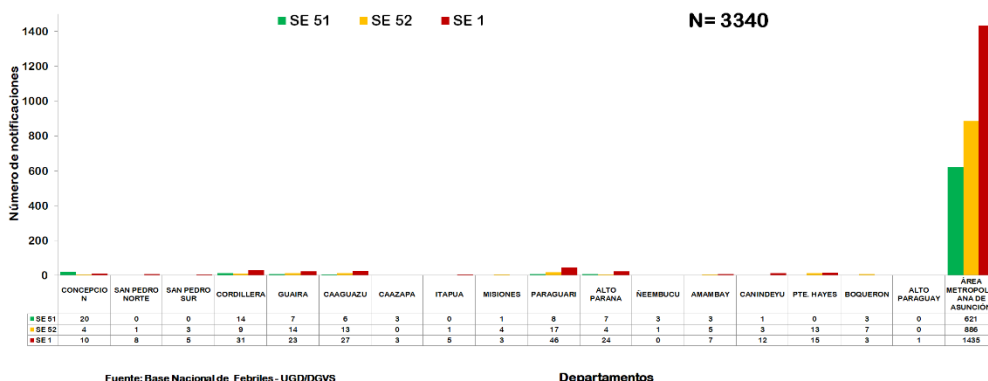 SE 51 SE 52 SE 1
N= 3340
Número de notificaciones
1400
1200
1000
800
600
400
200
0
CONCEPCIO
N
SAN PEDRO
NORTE
SAN PEDRO
SUR
CORDILLERA
GUAIRA
CAAGUAZU
CAAZAPA
ITAPUA
MISIONES
PARAGUARI
ALTO
PARANA
ÑEEMBUCU
AMAMBAY
CANINDEYU
PTE. HAYES
BOQUERON
ALTO
PARAGUAY
ÁREA
METROPOLIT
ANA DE
ASUNCIÓN
SE 51 20 0 0 14 7 6 3 0 1 8 7 3 3 1 0 3 0 621
SE 52 4 1 3 9 14 13 0 1 4 17 4 1 5 3 13 7 0 886
SE 1 10 8 5 31 23 27 3 5 3 46 24 0 7 12 15 3 1 1435
Fuente: Base Nacional de Febriles - UGD/DGVS
Departamentos